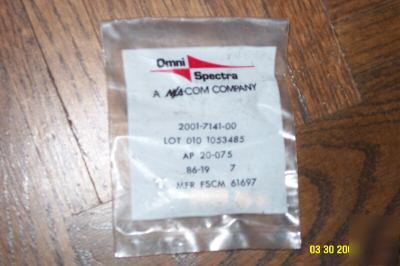 Omni
Spectra
A M/A-COM COMPANY
2001-7141-00
LOT 010 1053485
AP 20-075
86-19 7
MFR FSCM 61697
03 30 200